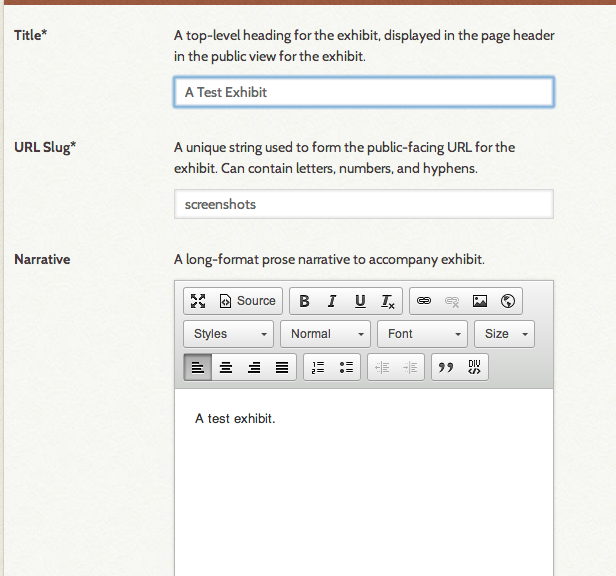 Title*
A top-level heading for the exhibit, displayed in the page header
in the public view for the exhibit.
A Test Exhibit
URL Slug*
A unique string used to form the public-facing URL for the
exhibit. Can contain letters, numbers, and hyphens.
screenshots
Narrative
A long-format prose narrative to accompany exhibit.
Source B I U Tx
Styles Normal Font Size
DIV
A test exhibit.